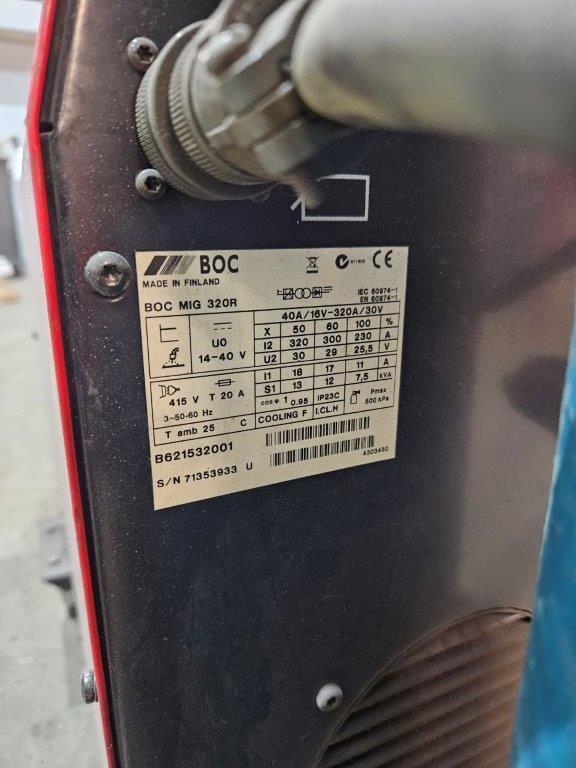 BOC
MADE IN FINLAND
BOC MIG 320R
IEC 60974-1
EN 60974-1
40A/16V-320A/30V
X 50 60 100 %
I2 320 300 230 A
U2 30 29 25,5 V
U0
14-40 V
I1 18 17 11 A
S1 13 12 7,5 kVA
415 V T 20 A
3~50-60 Hz
cos φ 1 0.95 IP23C Pmax
800 kPa
T amb 25 C COOLING F I.CL.H
B621532001
S/N 71353933 U
4303450